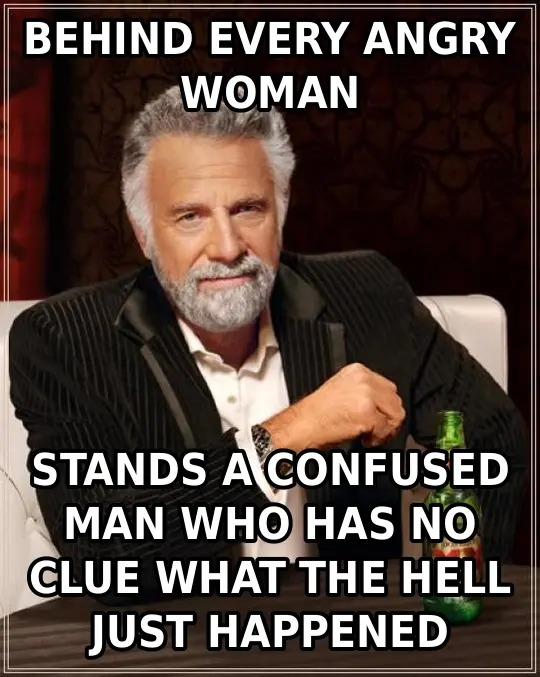 BEHIND EVERY ANGRY
WOMAN
STANDS A CONFUSED
MAN WHO HAS NO
CLUE WHAT THE HELL
JUST HAPPENED